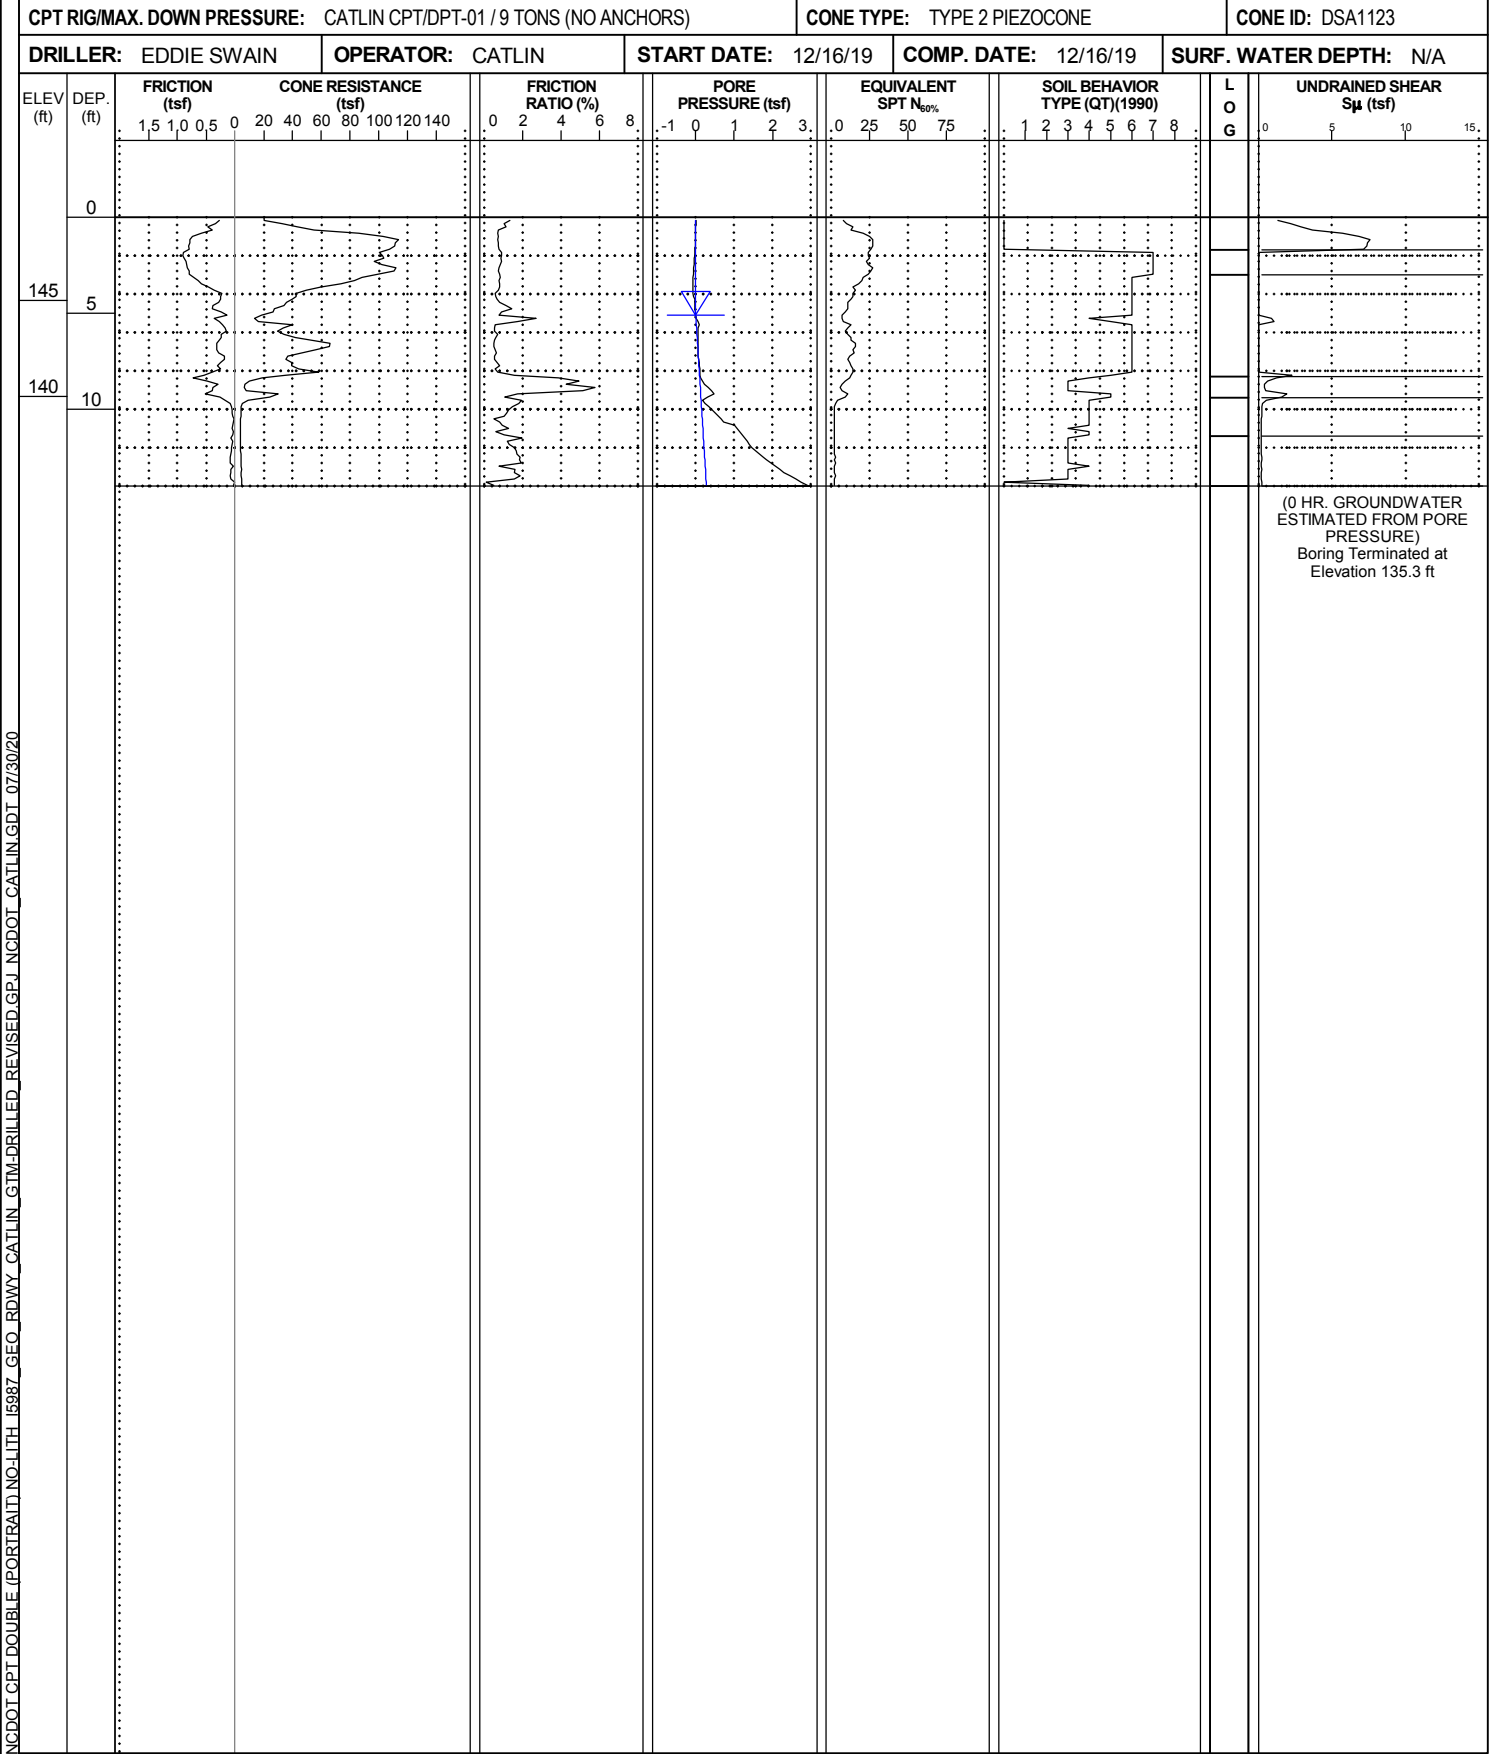 CPT RIG/MAX. DOWN PRESSURE: CATLIN CPT/DPT-01 / 9 TONS (NO ANCHORS) CONE TYPE: TYPE 2 PIEZOCONE CONE ID: DSA1123
DRILLER: EDDIE SWAIN OPERATOR: CATLIN START DATE: 12/16/19 COMP. DATE: 12/16/19 SURF. WATER DEPTH: N/A
ELEV (ft)
DEP. (ft)
FRICTION (tsf)
1.5 1.0 0.5 0
CONE RESISTANCE (tsf)
20 40 60 80 100 120 140
FRICTION RATIO (%)
0 2 4 6 8
PORE PRESSURE (tsf)
-1 0 1 2 3
EQUIVALENT SPT N60%
0 25 50 75
SOIL BEHAVIOR TYPE (QT)(1990)
1 2 3 4 5 6 7 8
L
O
G
UNDRAINED SHEAR
Sµ (tsf)
0 5 10 15
0
145
5
140
10
(0 HR. GROUNDWATER
ESTIMATED FROM PORE
PRESSURE)
Boring Terminated at
Elevation 135.3 ft
NCDOT CPT DOUBLE (PORTRAIT) NO-LITH I5987_GEO_RDWY_CATLIN_GTM-DRILLED_REVISED.GPJ NCDOT_CATLIN.GDT 07/30/20